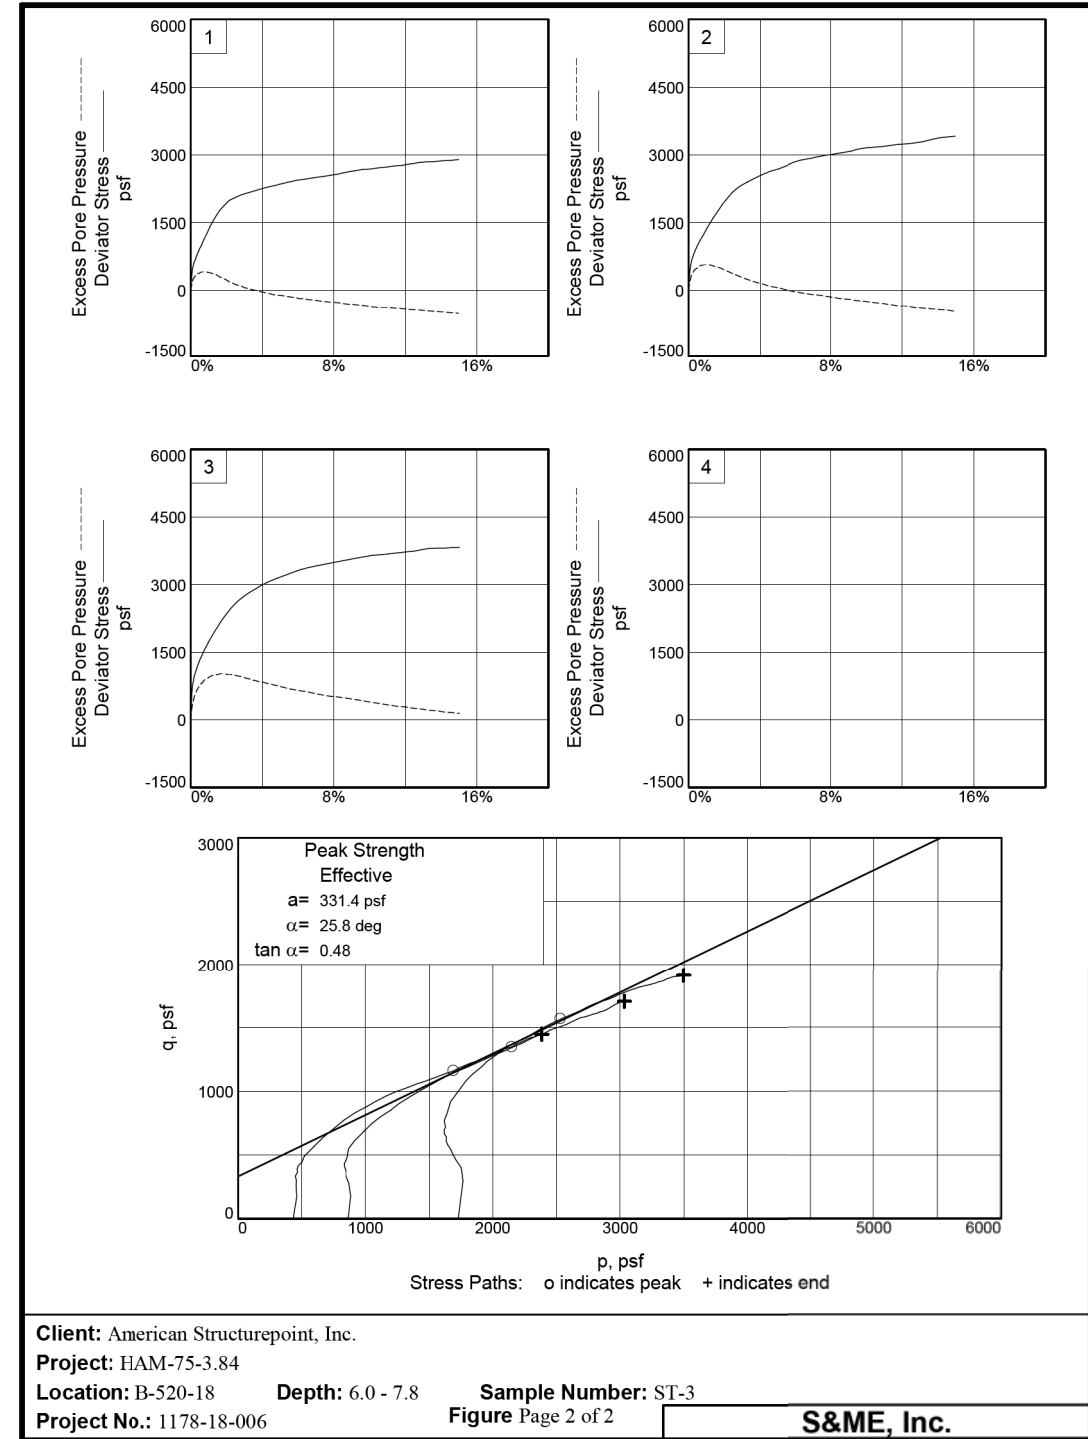 1
6000
4500
3000
1500
0
-1500
0%
8%
16%
Excess Pore Pressure
Deviator Stress
psf
2
6000
4500
3000
1500
0
-1500
0%
8%
16%
Excess Pore Pressure
Deviator Stress
psf
3
6000
4500
3000
1500
0
-1500
0%
8%
16%
Excess Pore Pressure
Deviator Stress
psf
4
6000
4500
3000
1500
0
-1500
0%
8%
16%
Excess Pore Pressure
Deviator Stress
psf
Peak Strength
Effective
a= 331.4 psf
α= 25.8 deg
tan α= 0.48
3000
2000
1000
0
q, psf
0 1000 2000 3000 4000 5000 6000
p, psf
Stress Paths: o indicates peak + indicates end
Client: American Structurepoint, Inc.
Project: HAM-75-3.84
Location: B-520-18 Depth: 6.0 - 7.8 Sample Number: ST-3
Project No.: 1178-18-006 Figure Page 2 of 2 S&ME, Inc.